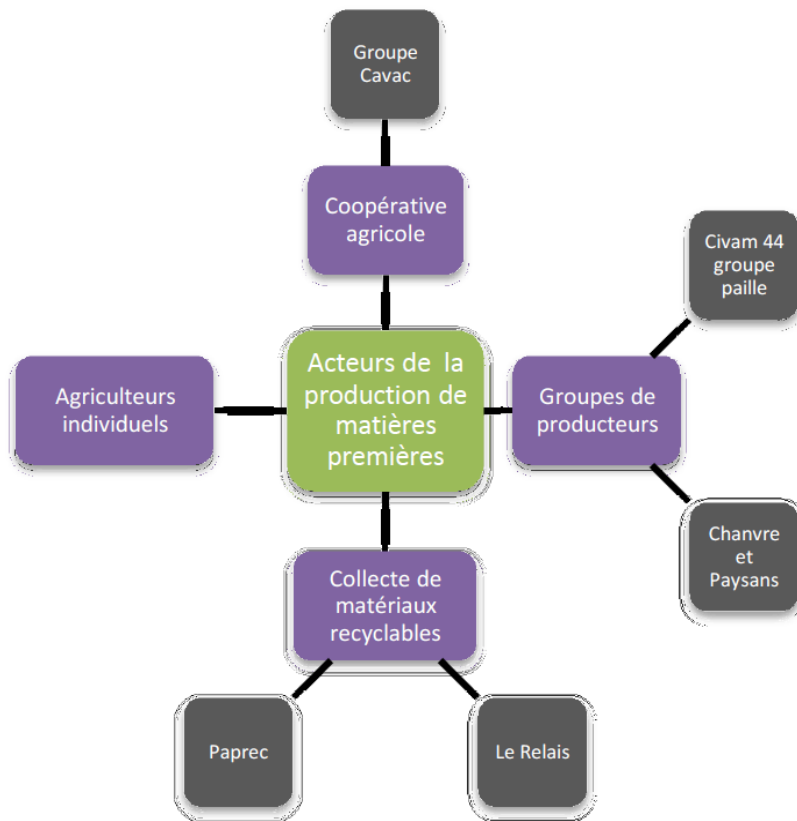 Groupe
Cavac
Coopérative
agricole
Civam 44
groupe
paille
Acteurs de la
production de
matières
premières
Agriculteurs
individuels
Groupes de
producteurs
Chanvre
et
Paysans
Collecte de
matériaux
recyclables
Paprec
Le Relais